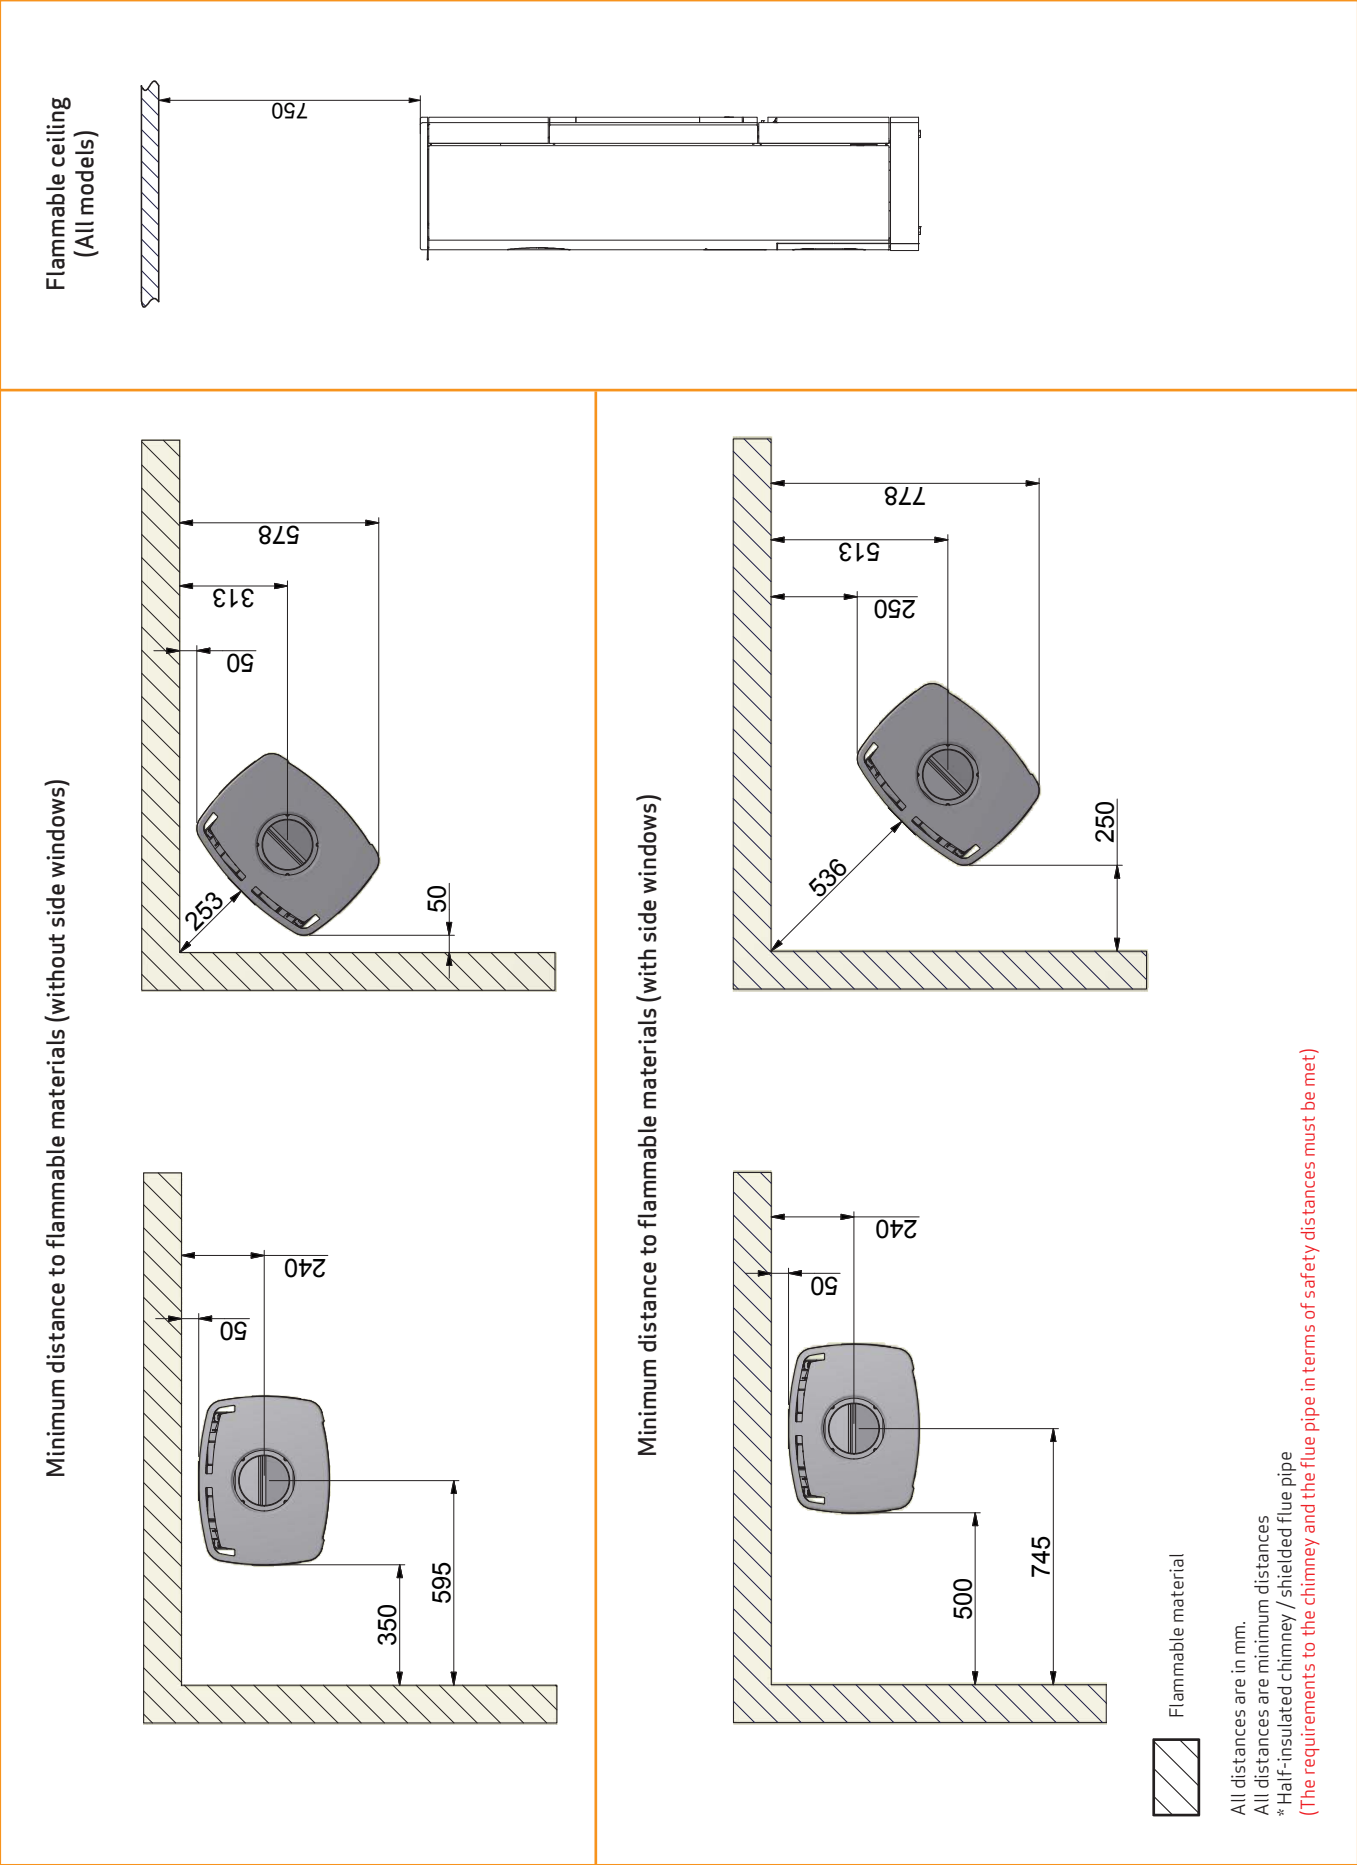 Minimum distance to flammable materials (without side windows)
50
240
350
595
253
50
313
578
50
Minimum distance to flammable materials (with side windows)
50
240
500
745
536
250
513
778
250
Flammable ceiling
(All models)
750
Flammable material
All distances are in mm.
All distances are minimum distances
* Half-insulated chimney / shielded flue pipe
(The requirements to the chimney and the flue pipe in terms of safety distances must be met)